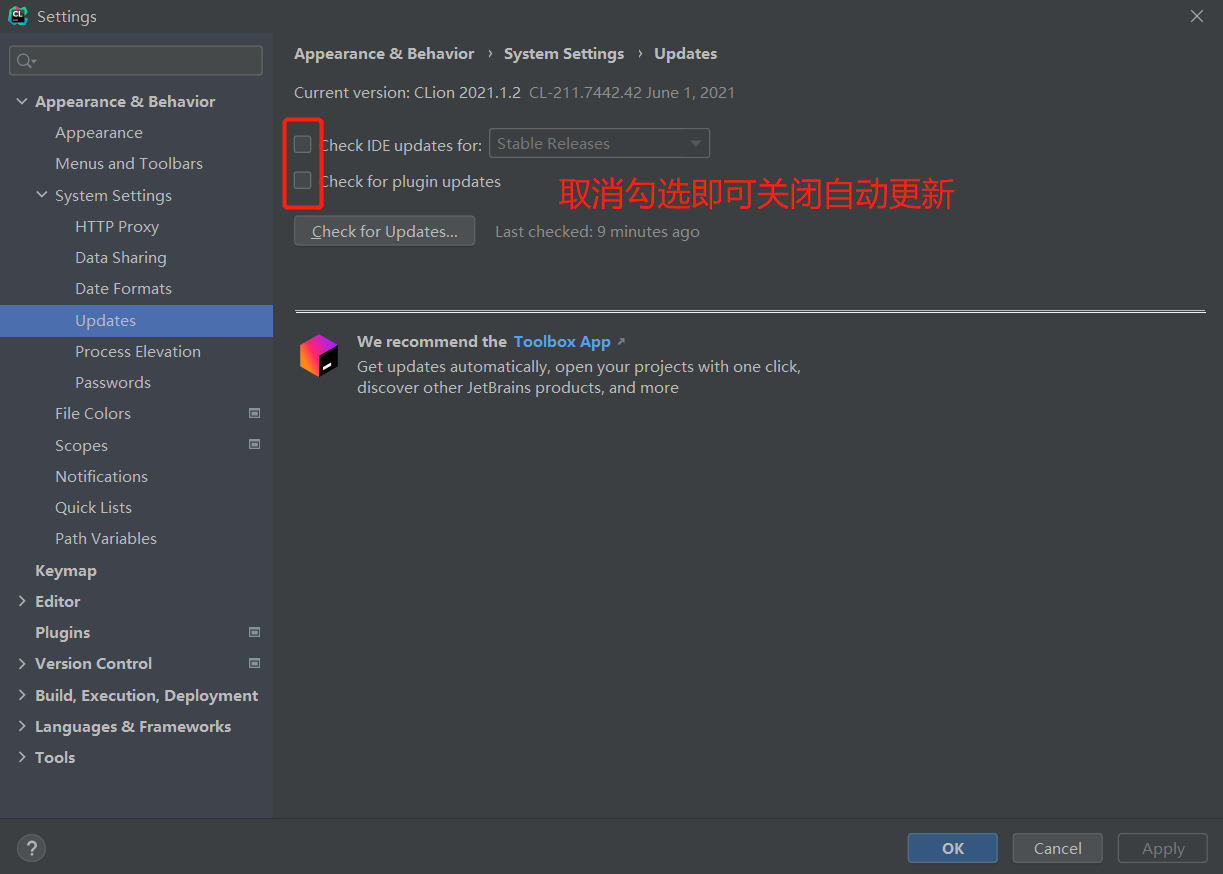 Settings
Appearance & Behavior
Appearance
Menus and Toolbars
System Settings
HTTP Proxy
Data Sharing
Date Formats
Updates
Process Elevation
Passwords
File Colors
Scopes
Notifications
Quick Lists
Path Variables
Keymap
Editor
Plugins
Version Control
Build, Execution, Deployment
Languages & Frameworks
Tools
Appearance & Behavior › System Settings › Updates
Current version: CLion 2021.1.2 CL-211.7442.42 June 1, 2021
Check IDE updates for: Stable Releases
Check for plugin updates
取消勾选即可关闭自动更新
Check for Updates... Last checked: 9 minutes ago
We recommend the Toolbox App ↗
Get updates automatically, open your projects with one click,
discover other JetBrains products, and more
? OK Cancel Apply